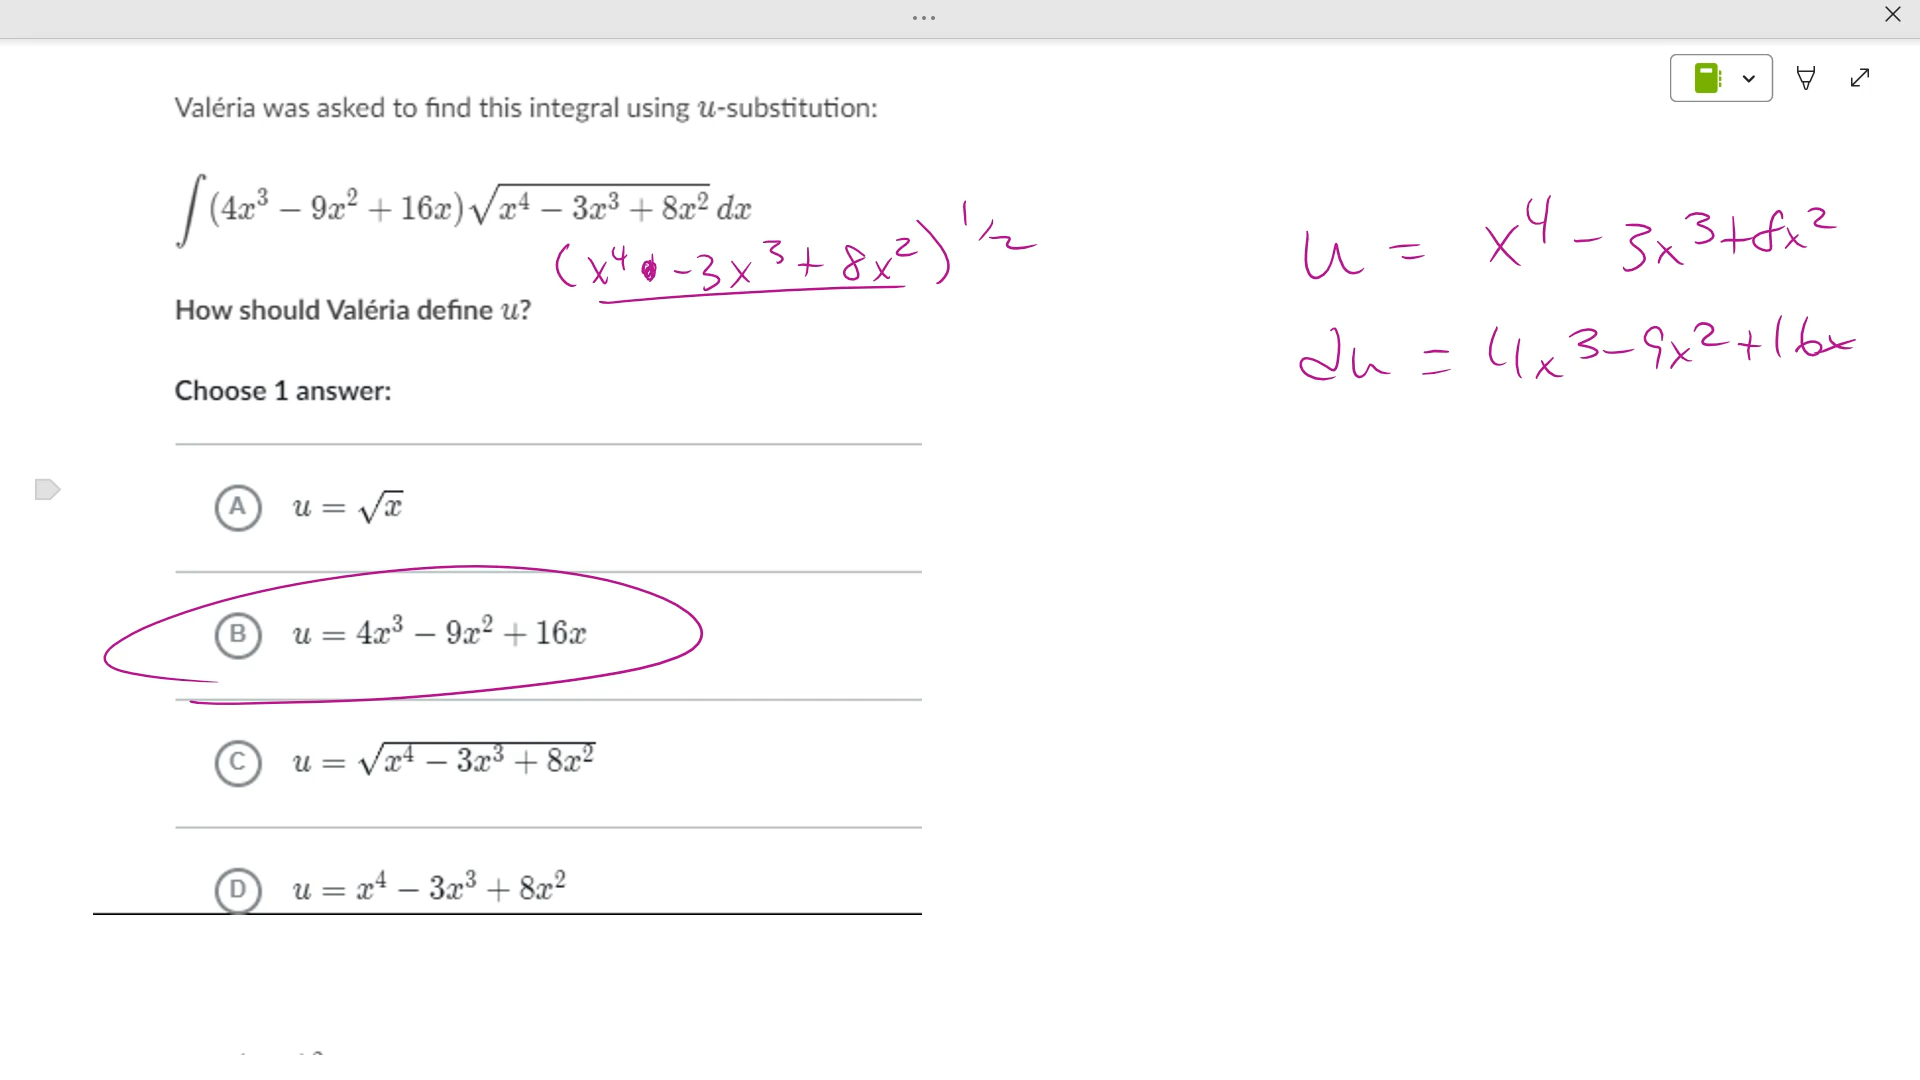 Valéria was asked to find this integral using u-substitution:
∫(4x³ − 9x² + 16x)√(x⁴ − 3x³ + 8x²) dx
(x⁴ -3x³ + 8x²)^1/2
u = x⁴ - 3x³ + 8x²
How should Valéria define u?
du = 4x³ - 9x² + 16x
Choose 1 answer:
A u = √x
B u = 4x³ − 9x² + 16x
C u = √(x⁴ − 3x³ + 8x²)
D u = x⁴ − 3x³ + 8x²